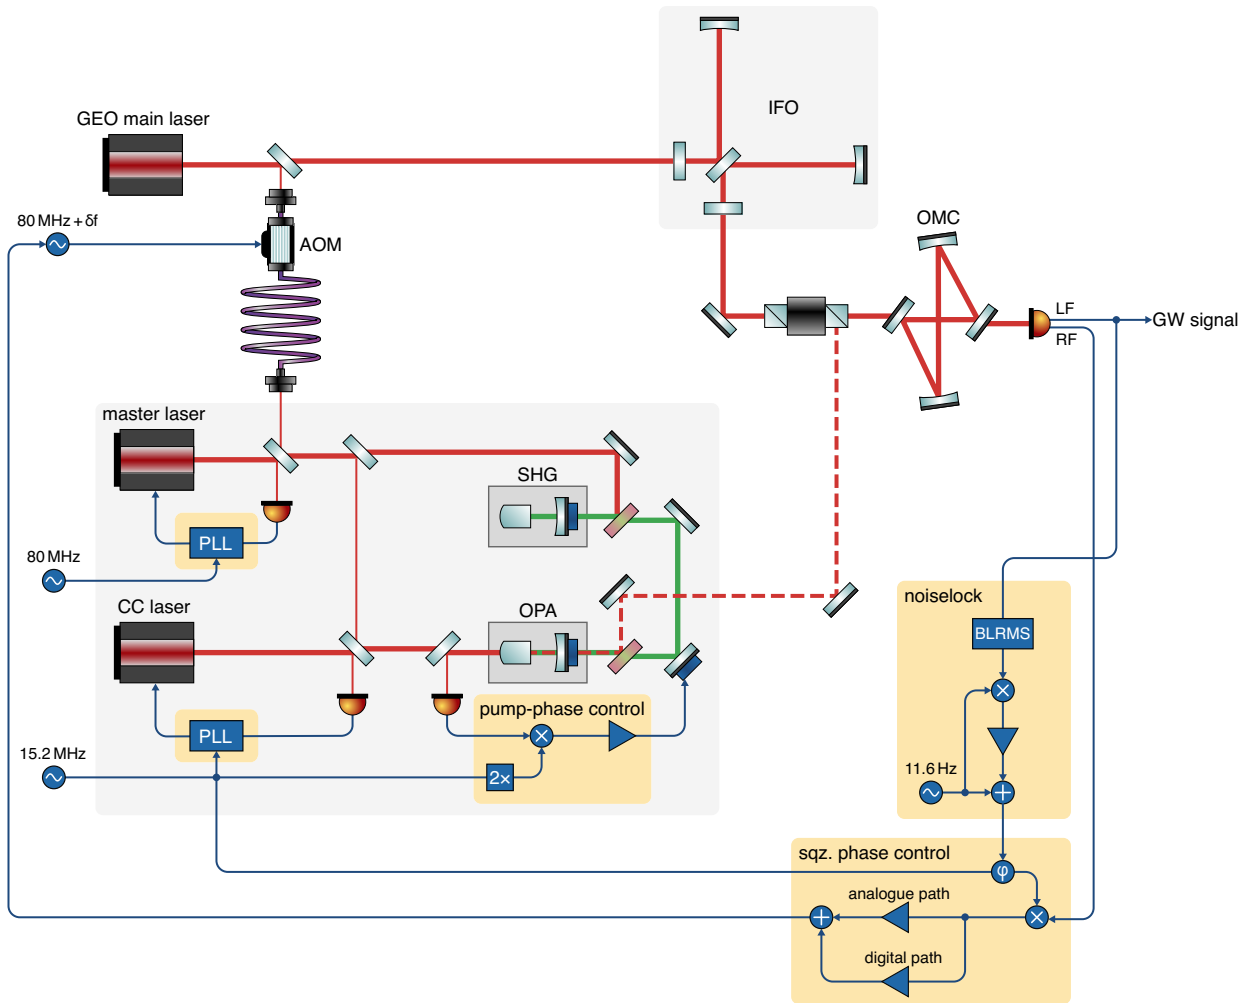 IFO
GEO main laser
80 MHz + δf
AOM
OMC
LF
GW signal
RF
master laser
SHG
PLL
80 MHz
noiselock
CC laser
OPA
BLRMS
pump-phase control
PLL
15.2 MHz
2×
11.6 Hz
sqz. phase control
φ
analogue path
digital path